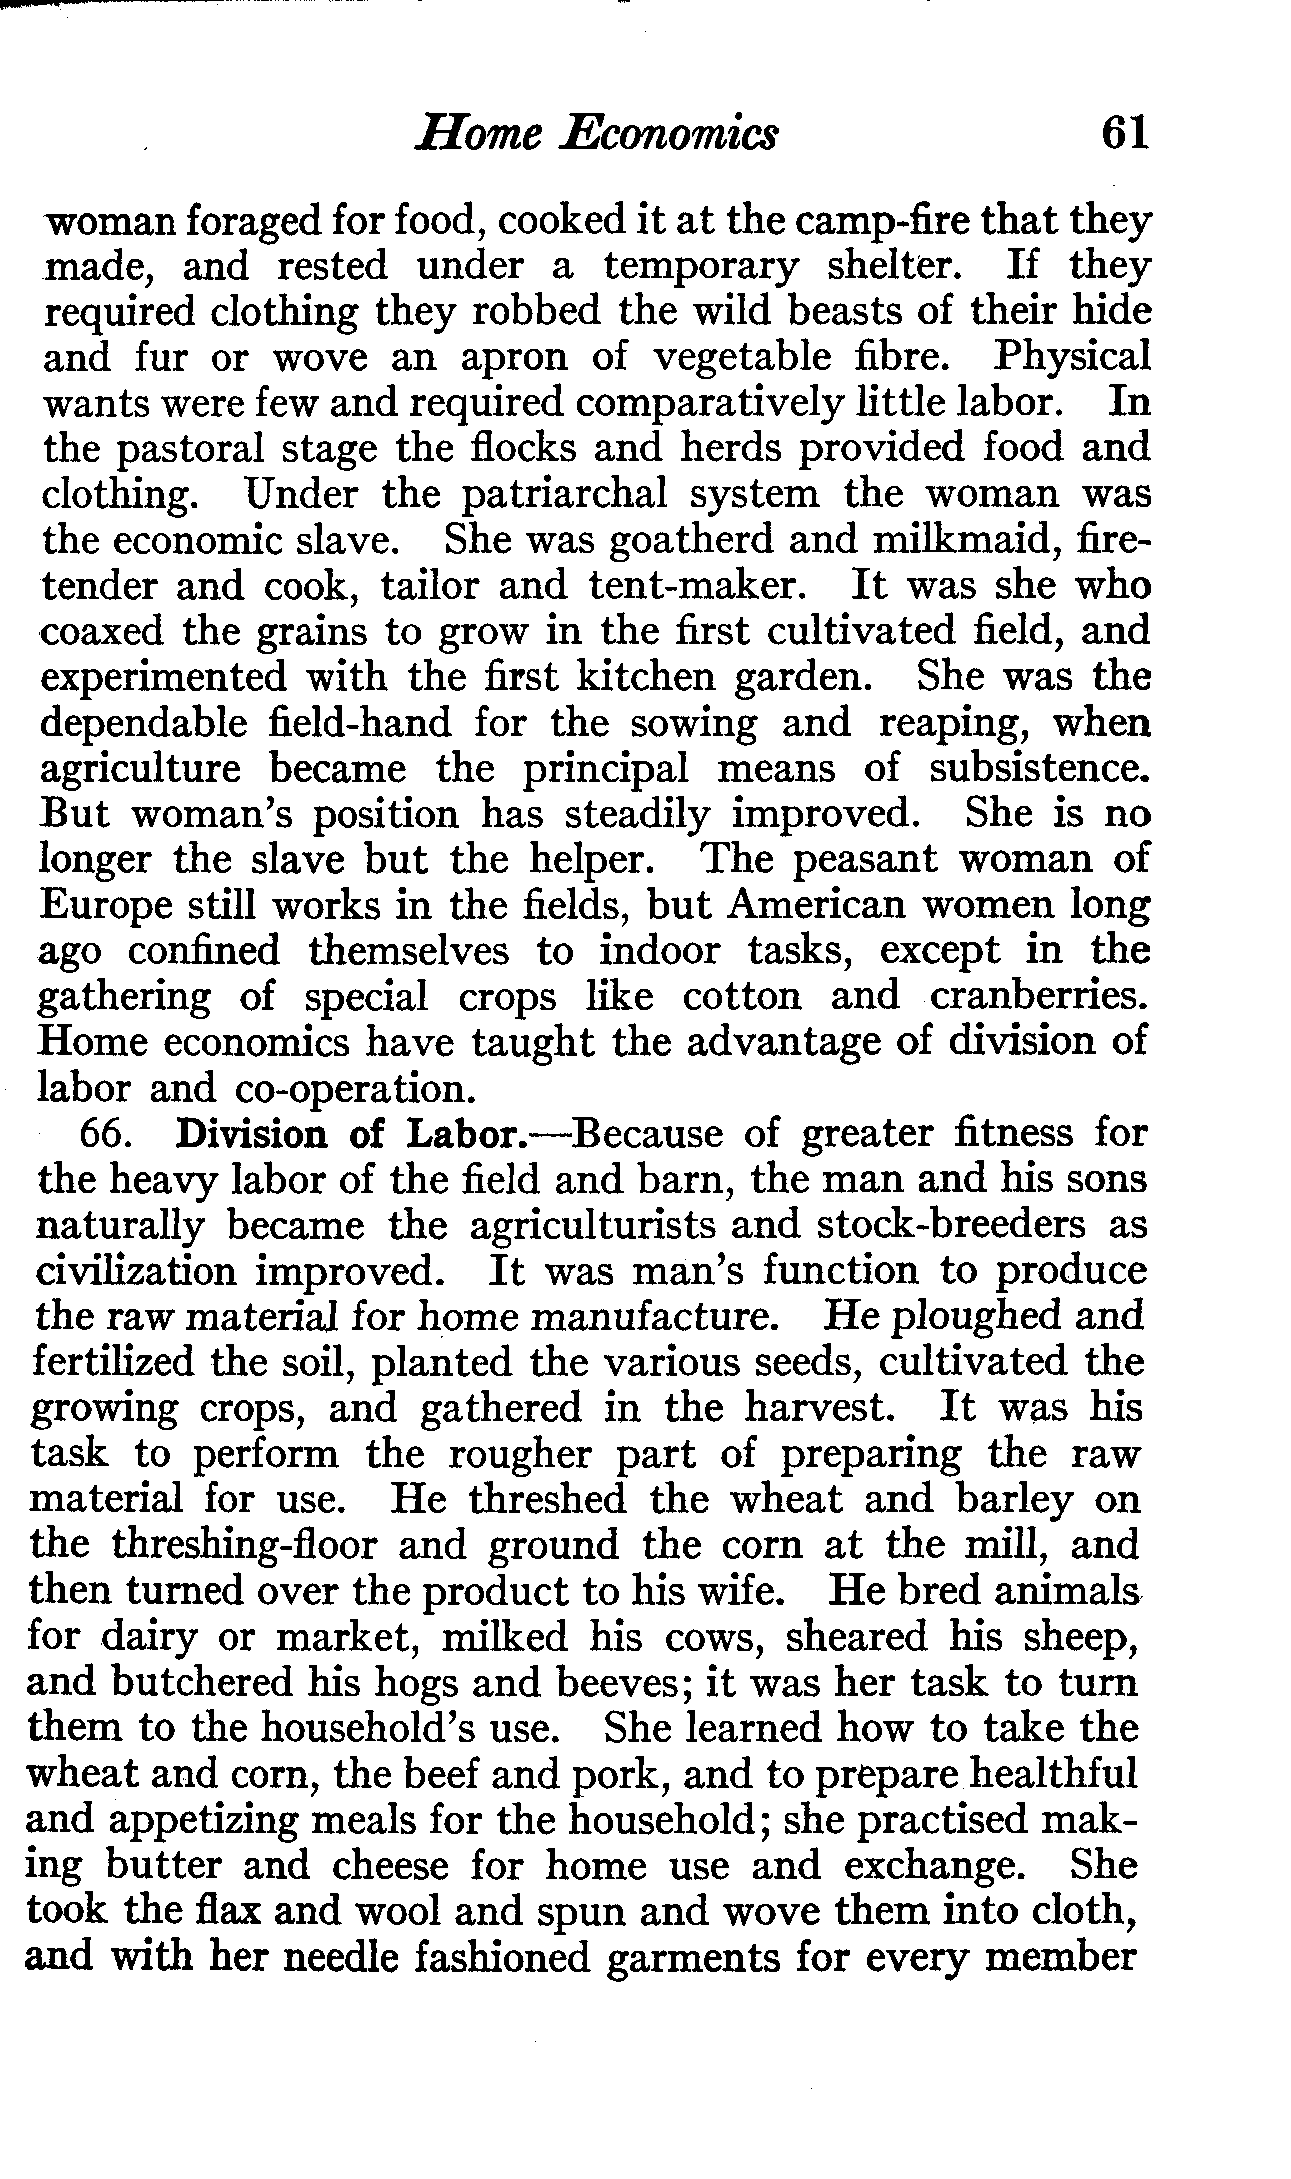 Home Economics 61
woman foraged for food, cooked it at the camp-fire that they
made, and rested under a temporary shelter. If they
required clothing they robbed the wild beasts of their hide
and fur or wove an apron of vegetable fibre. Physical
wants were few and required comparatively little labor. In
the pastoral stage the flocks and herds provided food and
clothing. Under the patriarchal system the woman was
the economic slave. She was goatherd and milkmaid, fire-
tender and cook, tailor and tent-maker. It was she who
coaxed the grains to grow in the first cultivated field, and
experimented with the first kitchen garden. She was the
dependable field-hand for the sowing and reaping, when
agriculture became the principal means of subsistence.
But woman's position has steadily improved. She is no
longer the slave but the helper. The peasant woman of
Europe still works in the fields, but American women long
ago confined themselves to indoor tasks, except in the
gathering of special crops like cotton and cranberries.
Home economics have taught the advantage of division of
labor and co-operation.
66. Division of Labor.—Because of greater fitness for
the heavy labor of the field and barn, the man and his sons
naturally became the agriculturists and stock-breeders as
civilization improved. It was man's function to produce
the raw material for home manufacture. He ploughed and
fertilized the soil, planted the various seeds, cultivated the
growing crops, and gathered in the harvest. It was his
task to perform the rougher part of preparing the raw
material for use. He threshed the wheat and barley on
the threshing-floor and ground the corn at the mill, and
then turned over the product to his wife. He bred animals
for dairy or market, milked his cows, sheared his sheep,
and butchered his hogs and beeves; it was her task to turn
them to the household's use. She learned how to take the
wheat and corn, the beef and pork, and to prepare healthful
and appetizing meals for the household; she practised mak-
ing butter and cheese for home use and exchange. She
took the flax and wool and spun and wove them into cloth,
and with her needle fashioned garments for every member